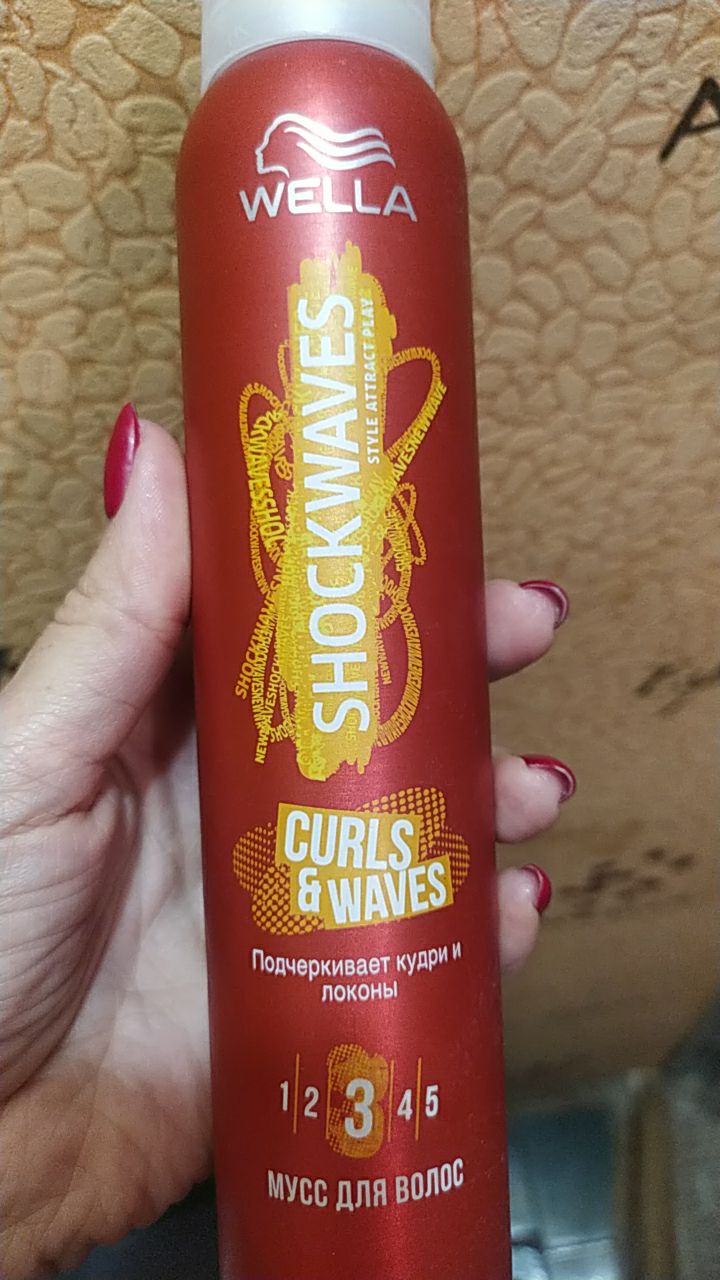 WELLA
SHOCKWAVES
STYLE ATTRACT PLAY
CURLS
& WAVES
Подчеркивает кудри и
локоны
1 2 3 4 5
МУСС ДЛЯ ВОЛОС